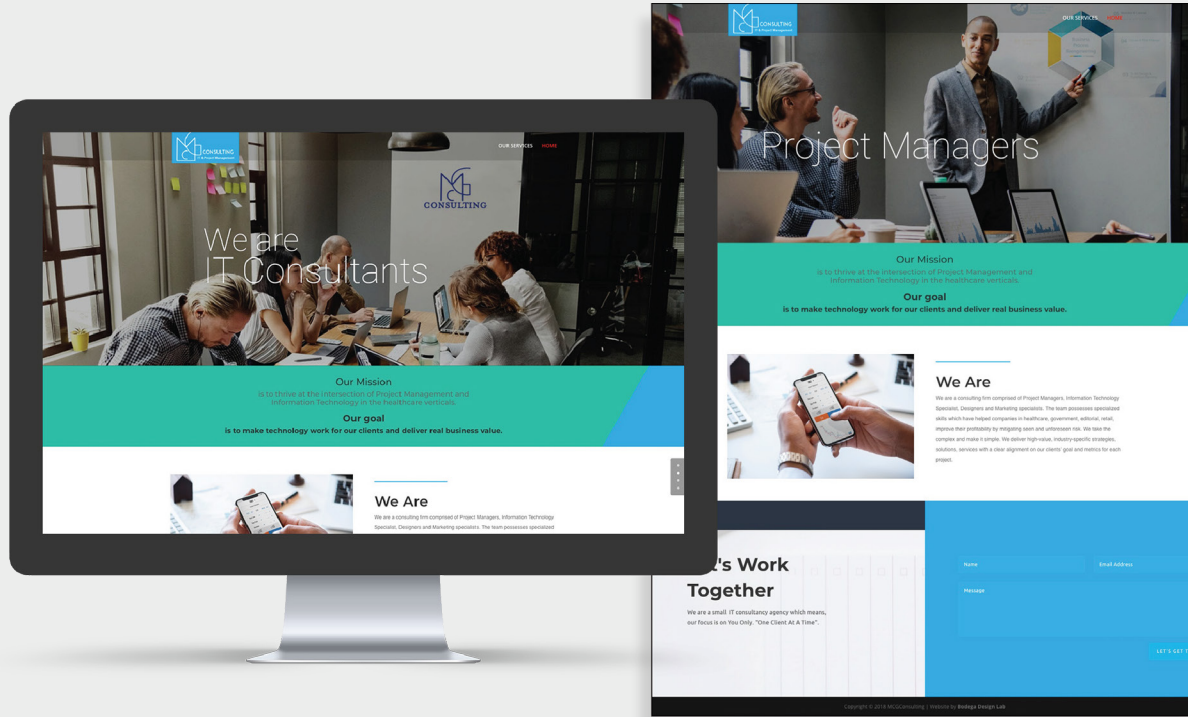 CONSULTING
IT & Project Management
OUR SERVICES HOME
CONSULTING
We are
IT Consultants
Our Mission
is to thrive at the intersection of Project Management and
Information Technology in the healthcare verticals.
Our goal
is to make technology work for our clients and deliver real business value.
We Are
We are a consulting firm comprised of Project Managers, Information Technology
Specialist, Designers and Marketing specialists. The team possesses specialized
CONSULTING
IT & Project Management
OUR SERVICES HOME
Project Managers
Our Mission
is to thrive at the intersection of Project Management and
Information Technology in the healthcare verticals.
Our goal
is to make technology work for our clients and deliver real business value.
We Are
We are a consulting firm comprised of Project Managers, Information Technology
Specialist, Designers and Marketing specialists. The team possesses specialized
skills which have helped companies in healthcare, government, editorial, retail,
improve their profitability by mitigating seen and unforeseen risk. We take the
complex and make it simple. We deliver high-value, industry-specific strategies,
solutions, services with a clear alignment on our clients' goal and metrics for each
project.
's Work
Together
We are a small IT consultancy agency which means,
our focus is on You Only. "One Client At A Time".
Name
Email Address
Message
LET'S GET T
Copyright © 2018 MCGConsulting | Website by Bodega Design Lab